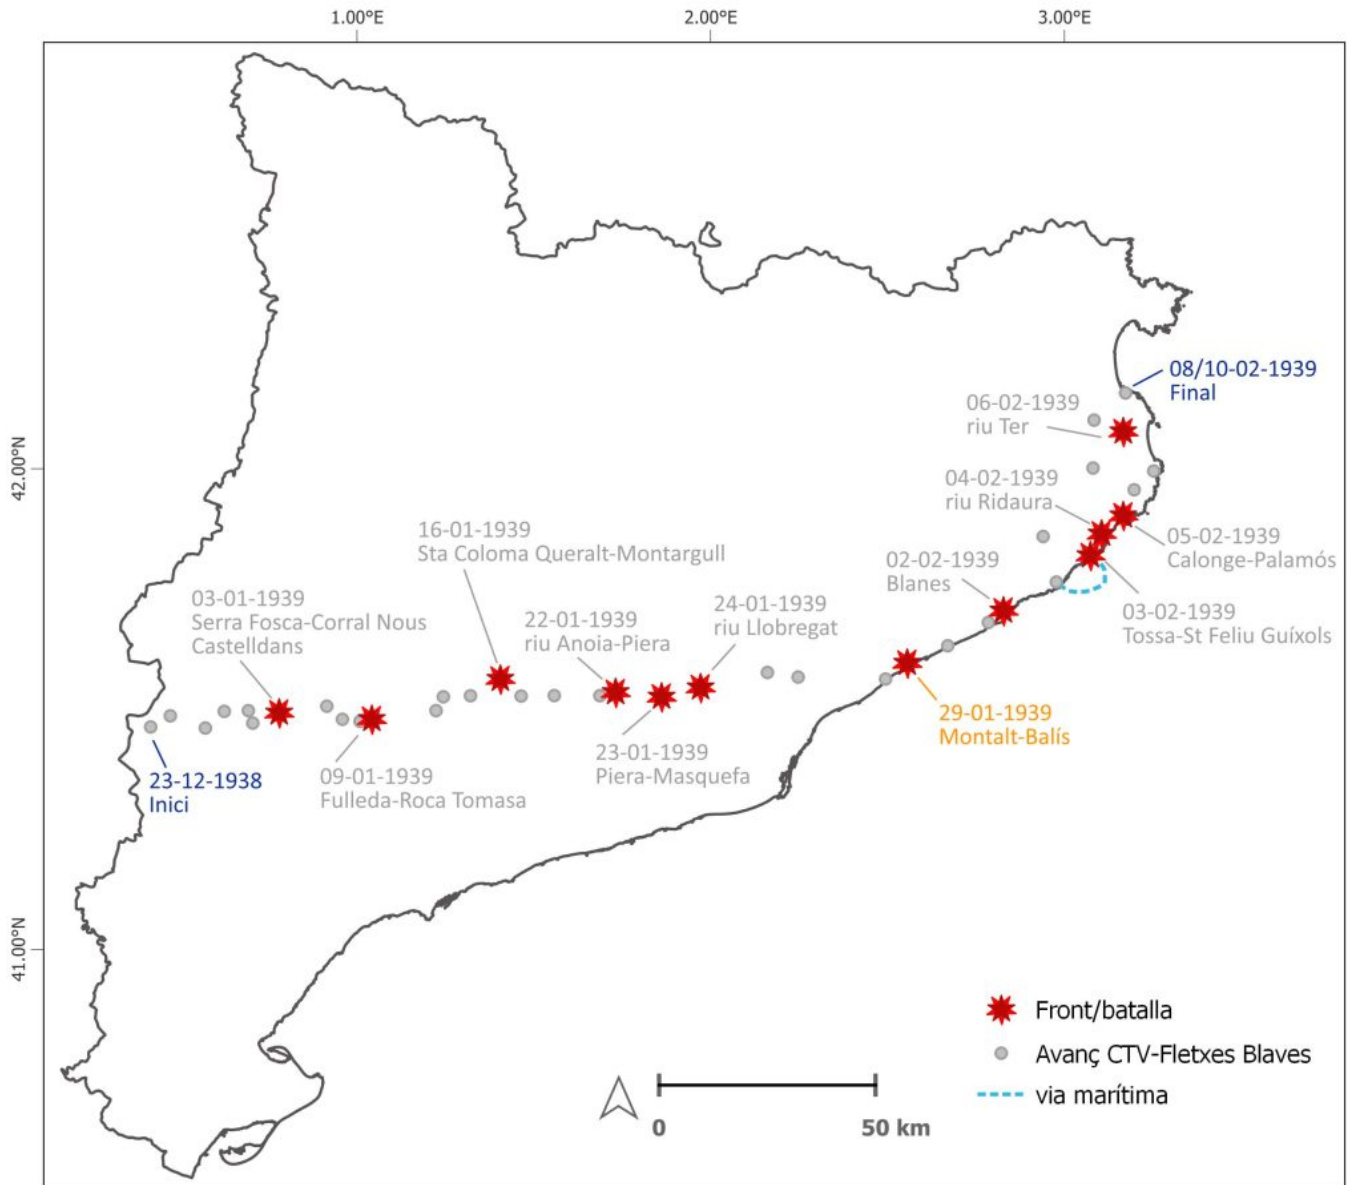 1.00°E
2.00°E
3.00°E
42.00°N
41.00°N
08/10-02-1939
Final
06-02-1939
riu Ter
04-02-1939
riu Ridaura
05-02-1939
Calonge-Palamós
16-01-1939
Sta Coloma Queralt-Montargull
02-02-1939
Blanes
03-01-1939
Serra Fosca-Corral Nous
Castelldans
22-01-1939
riu Anoia-Piera
24-01-1939
riu Llobregat
03-02-1939
Tossa-St Feliu Guíxols
29-01-1939
Montalt-Balís
23-12-1938
Inici
09-01-1939
Fulleda-Roca Tomasa
23-01-1939
Piera-Masquefa
Front/batalla
Avanç CTV-Fletxes Blaves
via marítima
0
50 km